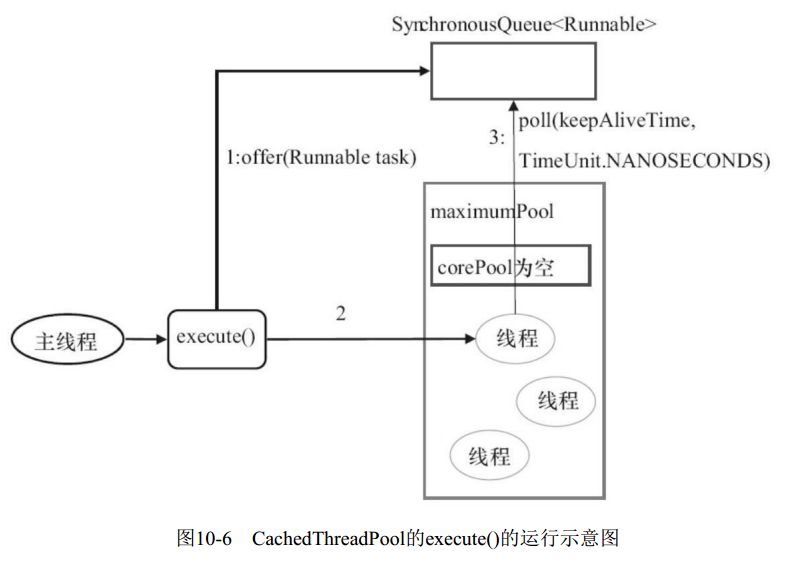 SynchronousQueue<Runnable>
poll(keepAliveTime,
3:
1:offer(Runnable task)
TimeUnit.NANOSECONDS)
maximumPool
corePool为空
2
主线程
execute()
线程
线程
线程
图10-6 CachedThreadPool的execute()的运行示意图